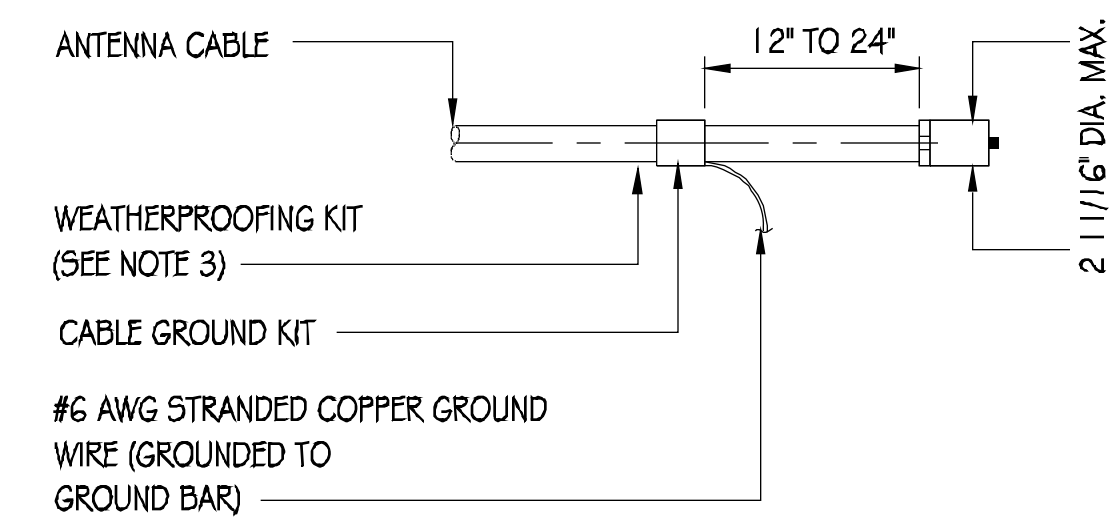 ANTENNA CABLE
12" TO 24"
2 11/16" DIA. MAX.
WEATHERPROOFING KIT
(SEE NOTE 3)
CABLE GROUND KIT
#6 AWG STRANDED COPPER GROUND
WIRE (GROUNDED TO
GROUND BAR)